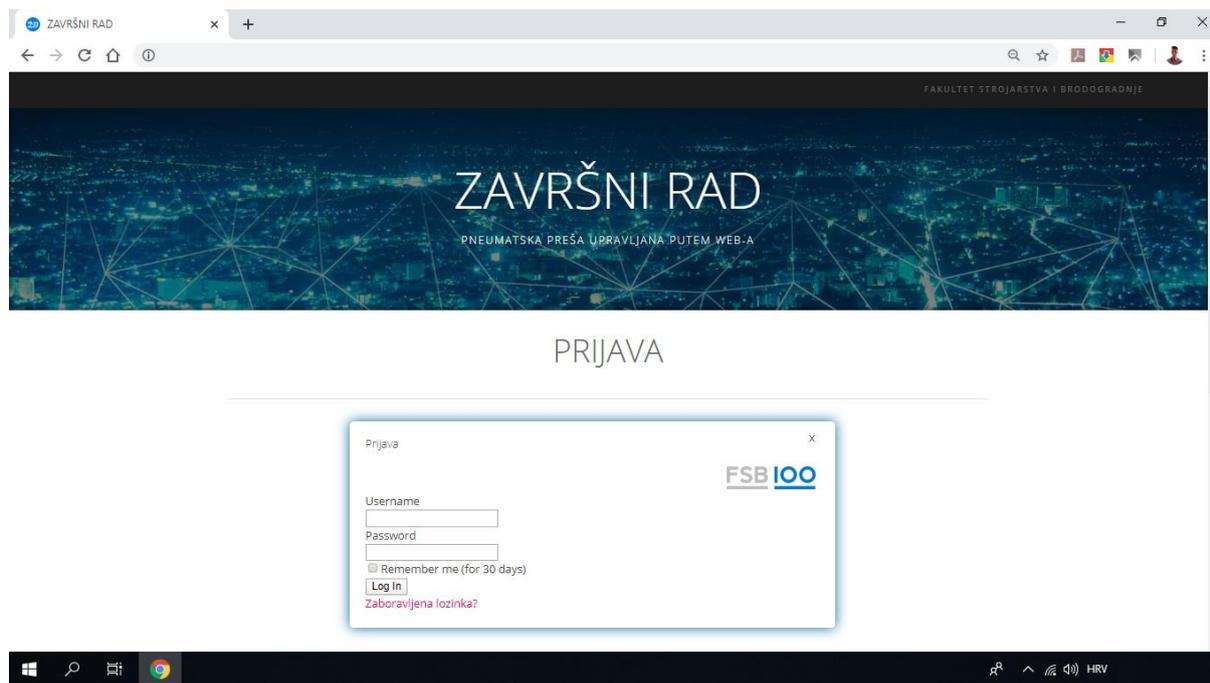 ZAVRŠNI RAD
FAKULTET STROJARSTVA I BRODOGRADNJE
ZAVRŠNI RAD
PNEUMATSKA PREŠA UPRAVLJANA PUTEM WEB-A
PRIJAVA
Prijava x
FSB 100
Username
Password
Remember me (for 30 days)
Log In
Zaboravljena lozinka?
HRV